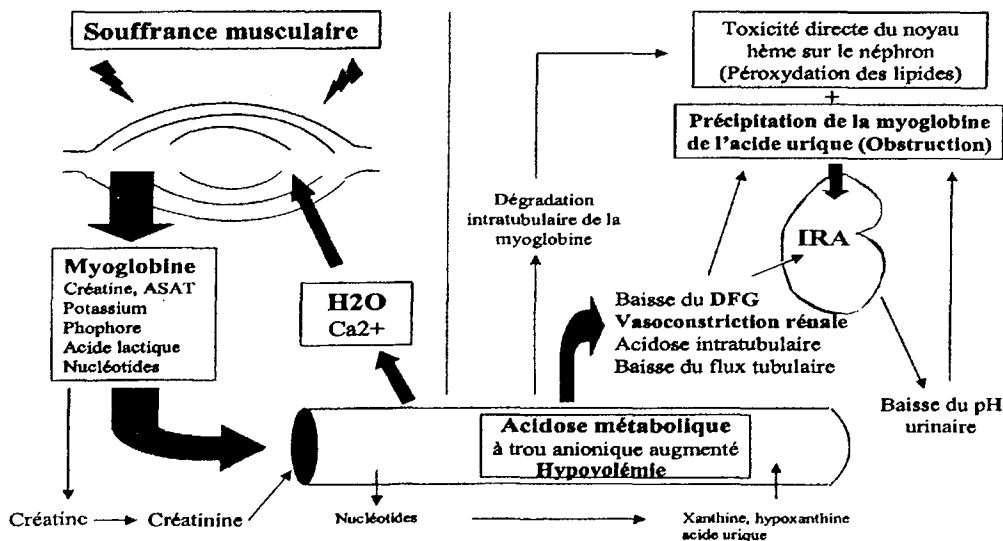 Souffrance musculaire
Toxicité directe du noyau
hème sur le néphron
(Péroxydation des lipides)
+
Précipitation de la myoglobine
de l'acide urique (Obstruction)
Dégradation
intratubulaire de la
myoglobine
IRA
Myoglobine
Créatine, ASAT
Potassium
Phophore
Acide lactique
Nucléotides
H2O
Ca2+
Baisse du DFG
Vasoconstriction rénale
Acidose intratubulaire
Baisse du flux tubulaire
Baisse du pH
urinaire
Acidose métabolique
à trou anionique augmenté
Hypovolémie
Créatine
Créatinine
Nucléotides
Xanthine, hypoxanthine
acide urique